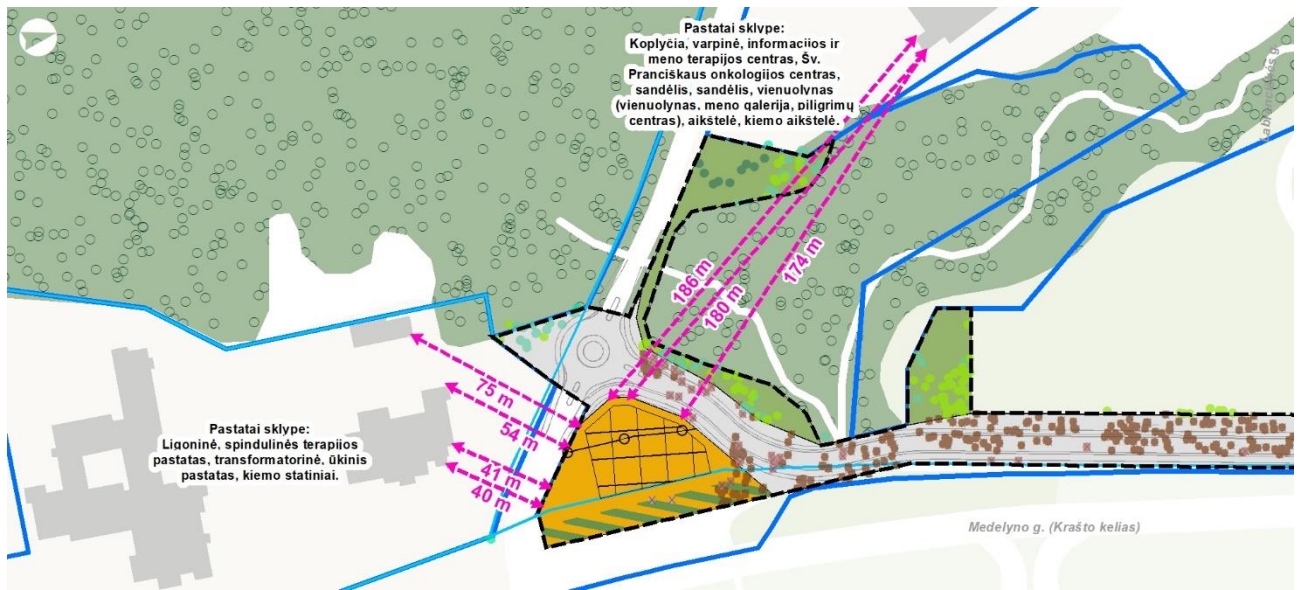 Pastatai sklype:
Koplyčia, varpinė, informacijos ir
meno terapijos centras, Šv.
Pranciškaus onkologijos centras,
sandėlis, sandėlis, vienuolynas
(vienuolynas, meno galerija, piligrimų
centras), aikštelė, kiemo aikštelė.
186 m
180 m
174 m
75 m
54 m
41 m
40 m
Pastatai sklype:
Ligoninė, spindulinės terapijos
pastatas, transformatorinė, ūkinis
pastatas, kiemo statiniai.
Medelyno g. (Krašto kelias)